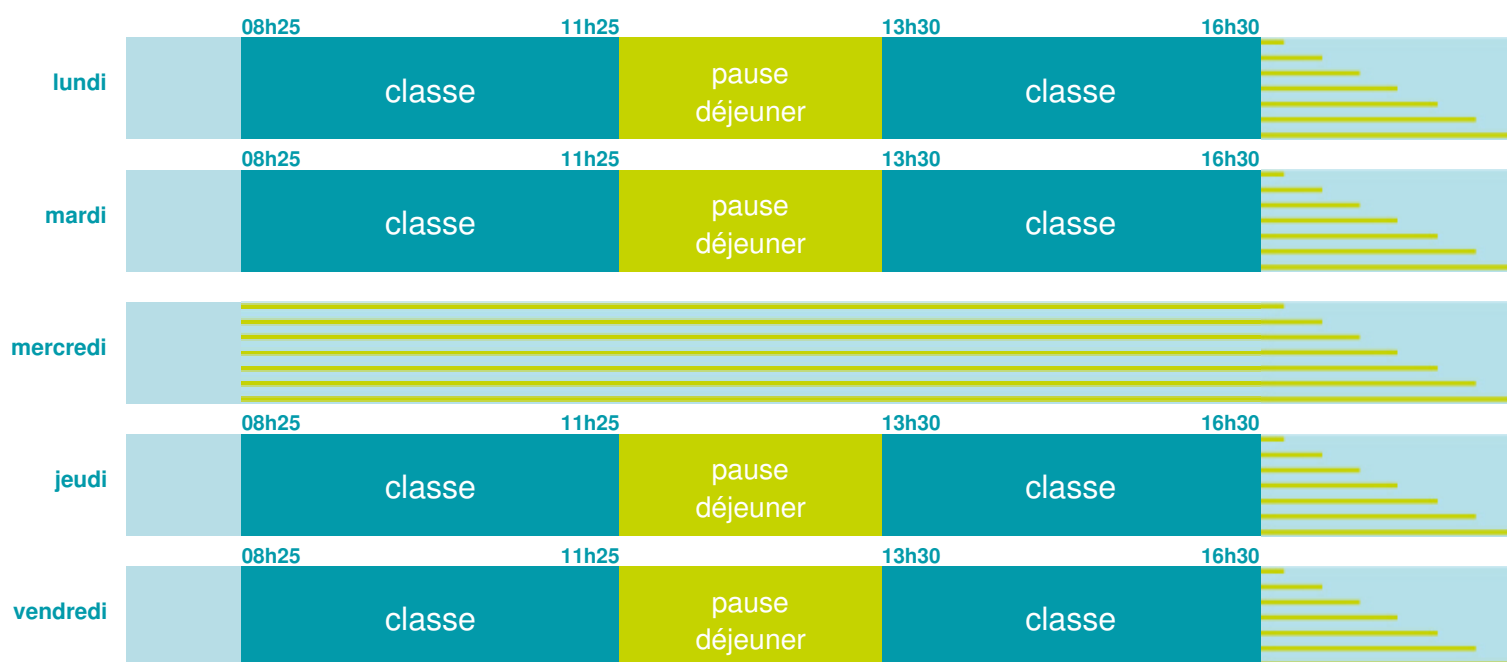 08h25 11h25 13h30 16h30
lundi classe pause déjeuner classe
08h25 11h25 13h30 16h30
mardi classe pause déjeuner classe
mercredi
08h25 11h25 13h30 16h30
jeudi classe pause déjeuner classe
08h25 11h25 13h30 16h30
vendredi classe pause déjeuner classe